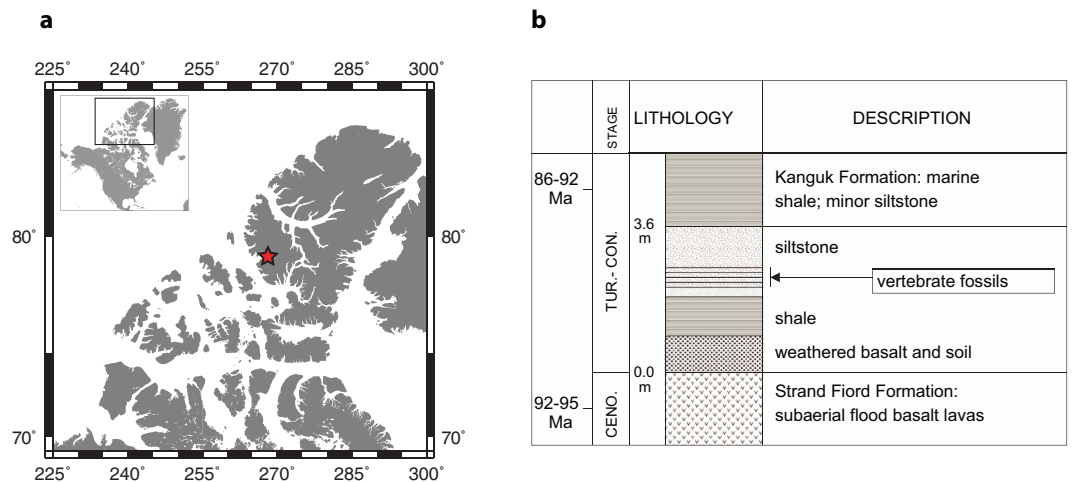 a
225° 240° 255° 270° 285° 300°
80° 80°
70° 70°
225° 240° 255° 270° 285° 300°
b
STAGE
LITHOLOGY
DESCRIPTION
86-92
Ma
TUR.- CON.
3.6
m
Kanguk Formation: marine
shale; minor siltstone
siltstone
vertebrate fossils
shale
weathered basalt and soil
0.0
m
92-95
Ma
CENO.
Strand Fiord Formation:
subaerial flood basalt lavas